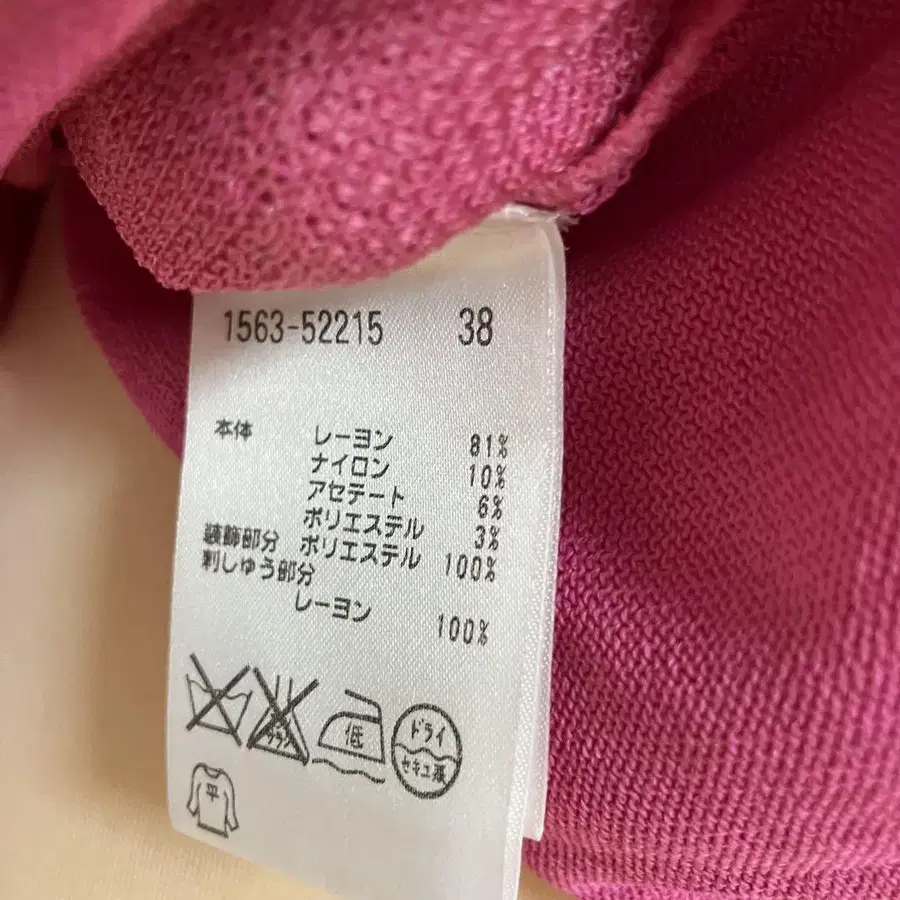 1563-52215 38
本体 レーヨン 81%
ナイロン 10%
アセテート 6%
ポリエステル 3%
装飾部分 ポリエステル 100%
刺しゅう部分
レーヨン 100%
低
ドライ
セキユ系
平